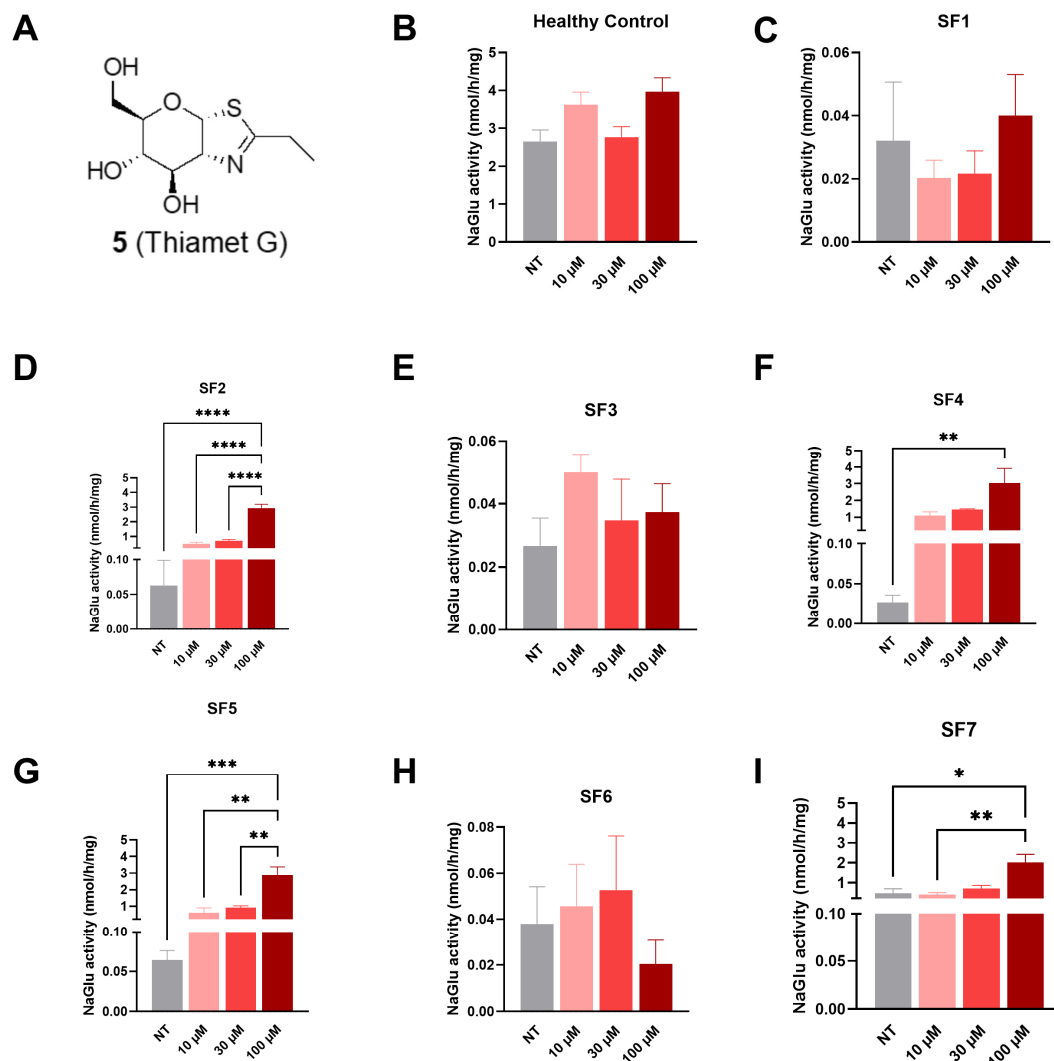 A
OH
O
S
N
HO
OH
5 (Thiamet G)
B
Healthy Control
NaGlu activity (nmol/h/mg)
5
4
3
2
1
0
NT
10 µM
30 µM
100 µM
C
SF1
NaGlu activity (nmol/h/mg)
0.06
0.04
0.02
0.00
NT
10 µM
30 µM
100 µM
D
SF2
****
****
****
NaGlu activity (nmol/h/mg)
5
4
3
2
1
0.10
0.05
0.00
NT
10 µM
30 µM
100 µM
E
SF3
NaGlu activity (nmol/h/mg)
0.06
0.04
0.02
0.00
NT
10 µM
30 µM
100 µM
F
SF4
**
NaGlu activity (nmol/h/mg)
5
4
3
2
1
0.10
0.05
0.00
NT
10 µM
30 µM
100 µM
G
SF5
***
**
**
NaGlu activity (nmol/h/mg)
5
4
3
2
1
0.10
0.05
0.00
NT
10 µM
30 µM
100 µM
H
SF6
NaGlu activity (nmol/h/mg)
0.08
0.06
0.04
0.02
0.00
NT
10 µM
30 µM
100 µM
I
SF7
*
**
NaGlu activity (nmol/h/mg)
5
4
3
2
1
0.10
0.05
0.00
NT
10 µM
30 µM
100 µM